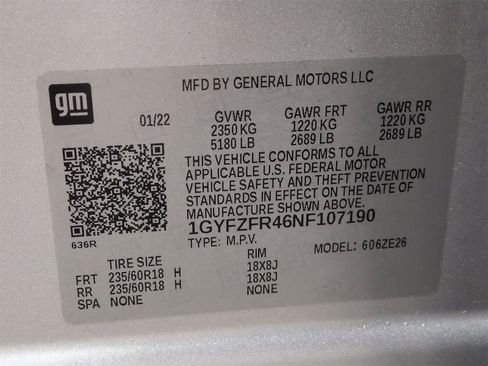 gm
MFD BY GENERAL MOTORS LLC
01/22 GVWR GAWR FRT GAWR RR
2350 KG 1220 KG 1220 KG
5180 LB 2689 LB 2689 LB
THIS VEHICLE CONFORMS TO ALL
APPLICABLE U.S. FEDERAL MOTOR
VEHICLE SAFETY AND THEFT PREVENTION
STANDARDS IN EFFECT ON THE DATE OF
MANUFACTURE SHOWN ABOVE.
636R
1GYFZFR46NF107190
TYPE: M.P.V. MODEL: 606ZE26
TIRE SIZE RIM
FRT 235/60R18 H 18X8J
RR 235/60R18 H 18X8J
SPA NONE NONE